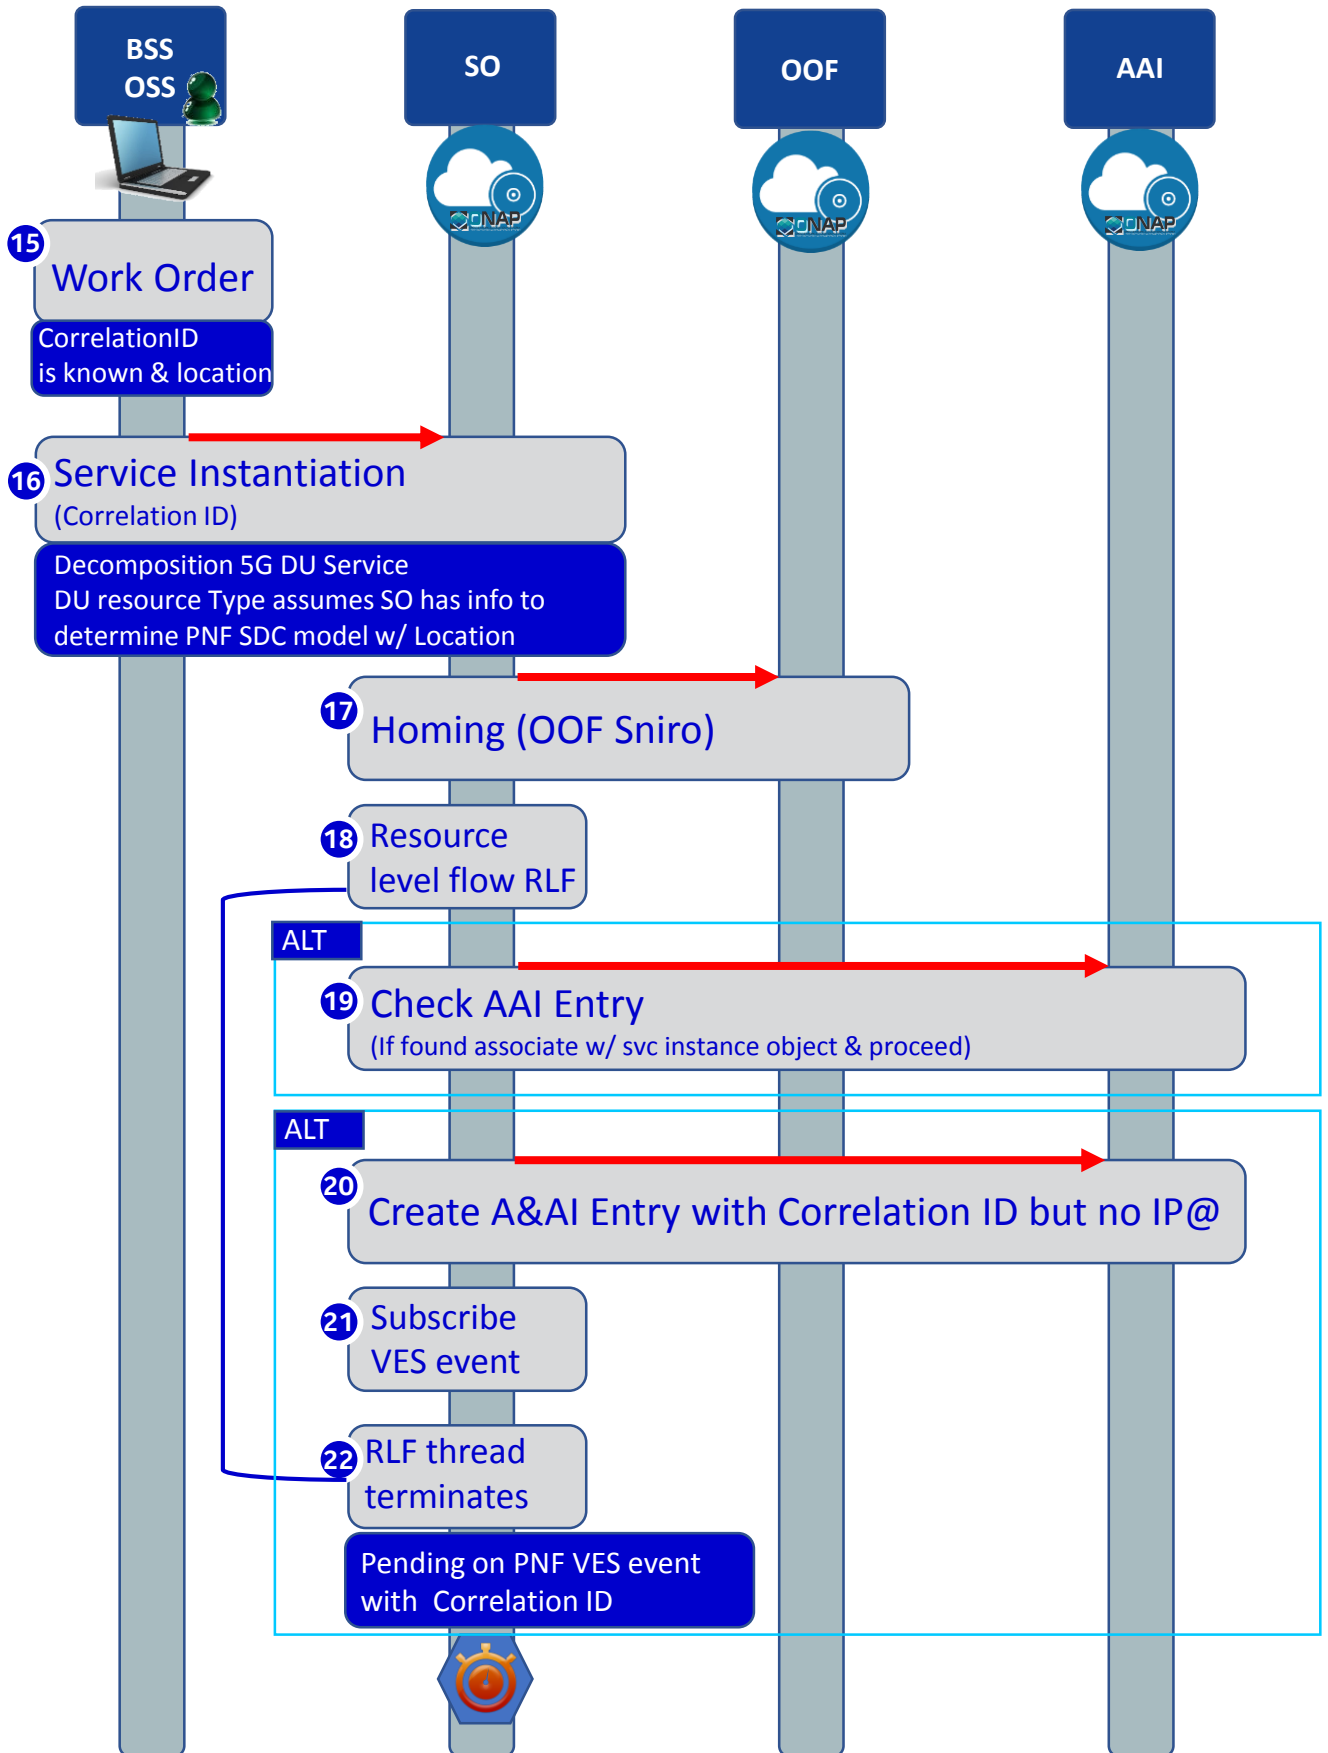 BSS
OSS
SO
OOF
AAI
ONAP
ONAP
ONAP
15
Work Order
CorrelationID
is known & location
16
Service Instantiation
(Correlation ID)
Decomposition 5G DU Service
DU resource Type assumes SO has info to
determine PNF SDC model w/ Location
17
Homing (OOF Sniro)
18
Resource
level flow RLF
ALT
19
Check AAI Entry
(If found associate w/ svc instance object & proceed)
ALT
20
Create A&AI Entry with Correlation ID but no IP@
21
Subscribe
VES event
22
RLF thread
terminates
Pending on PNF VES event
with Correlation ID